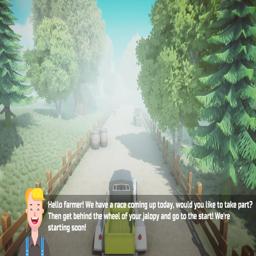 Hello farmer! We have a race coming up today, would you like to take part?
Then get behind the wheel of your jalopy and go to the start! We're
starting soon!